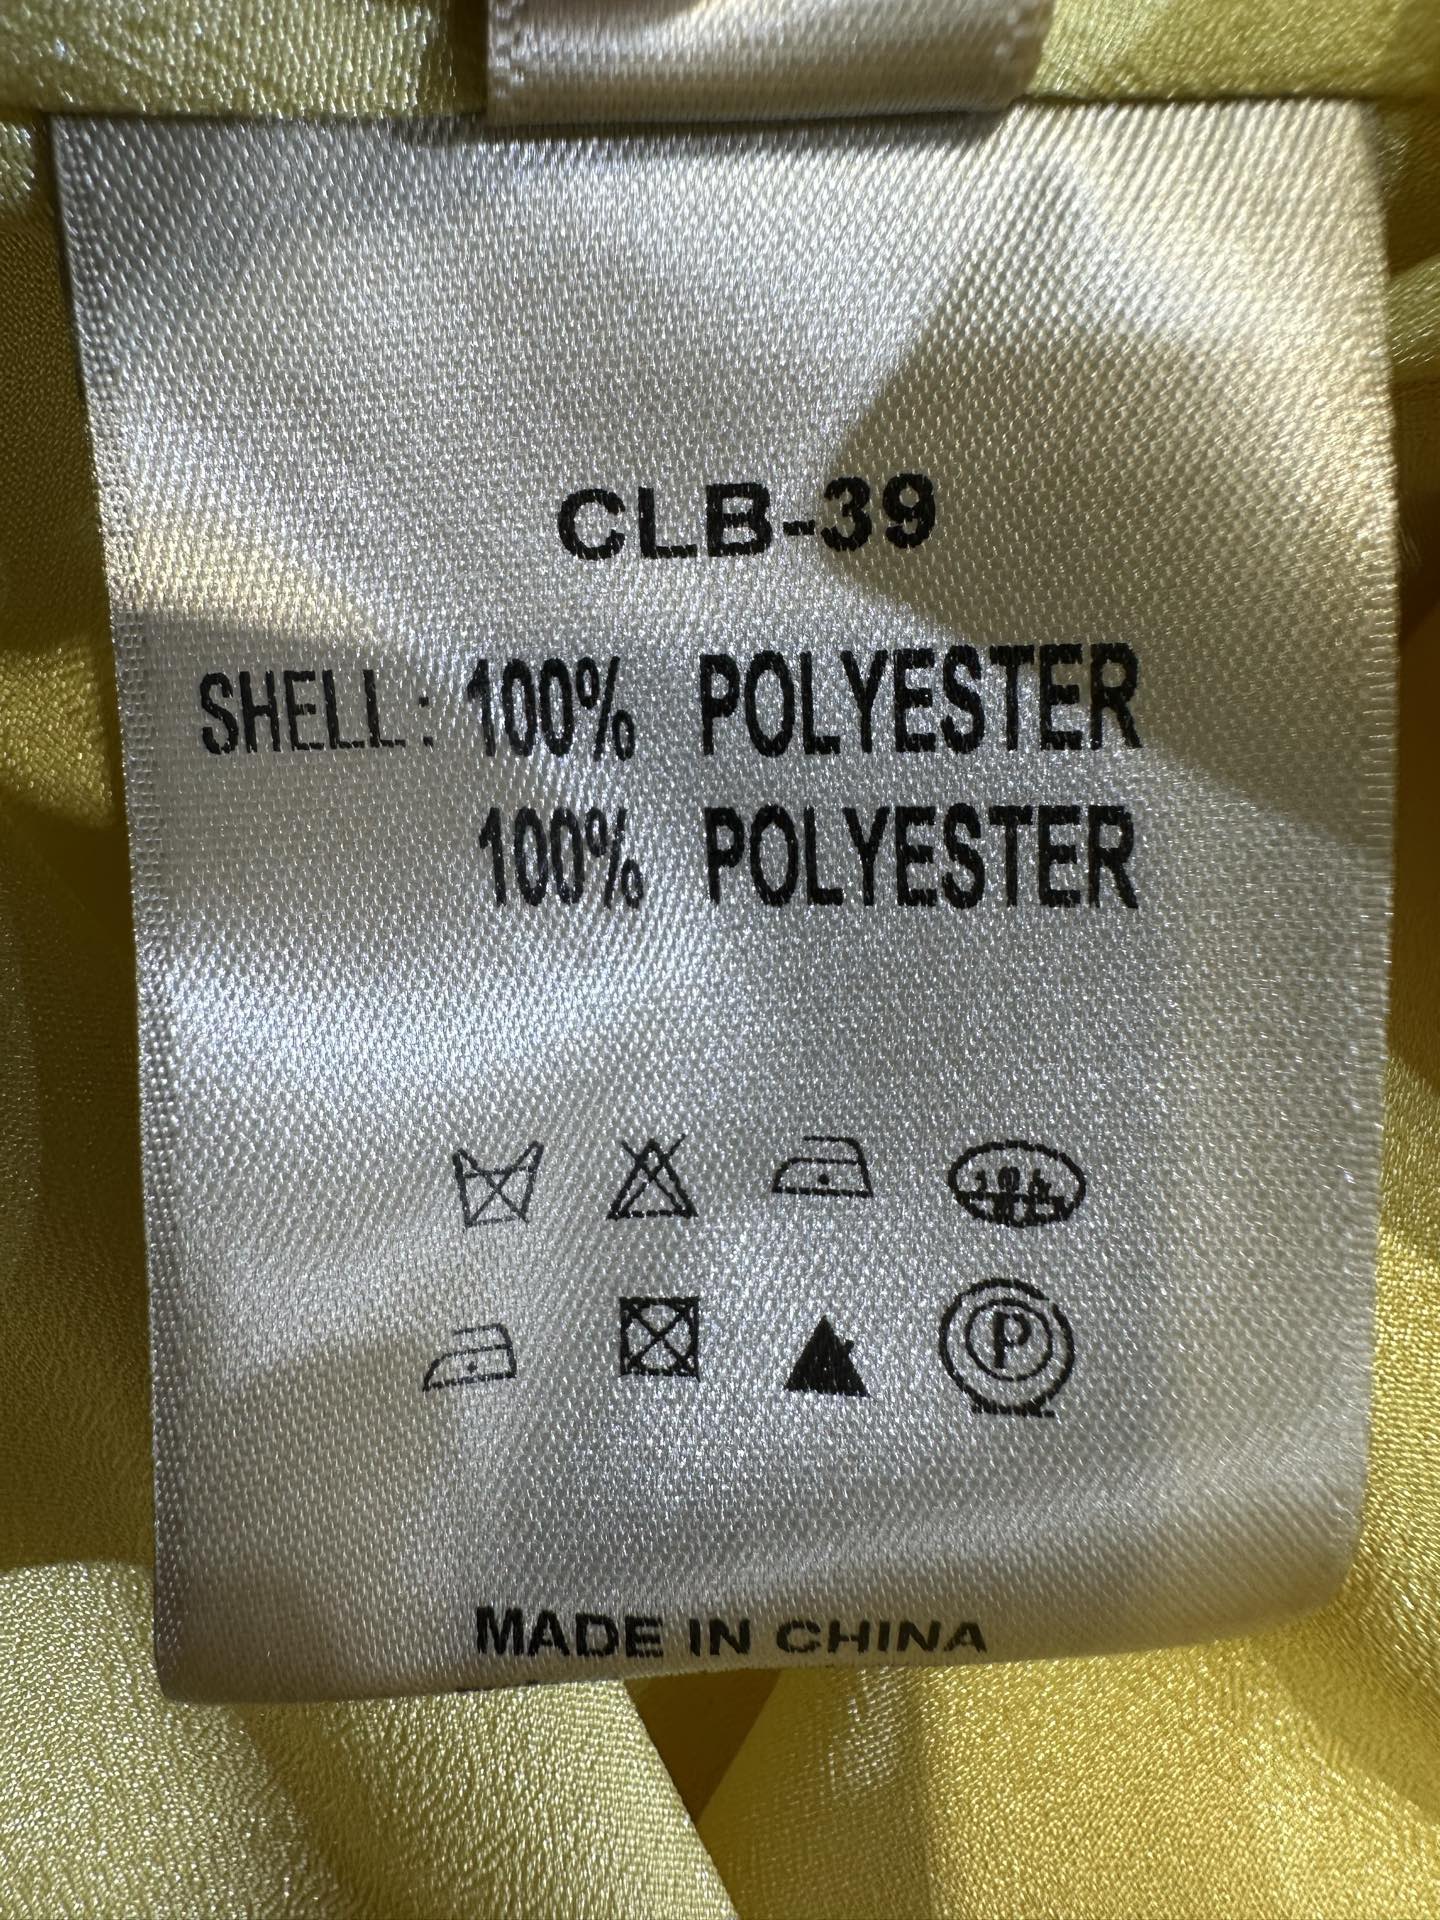 CLB-39
SHELL: 100% POLYESTER
100% POLYESTER
P
MADE IN CHINA